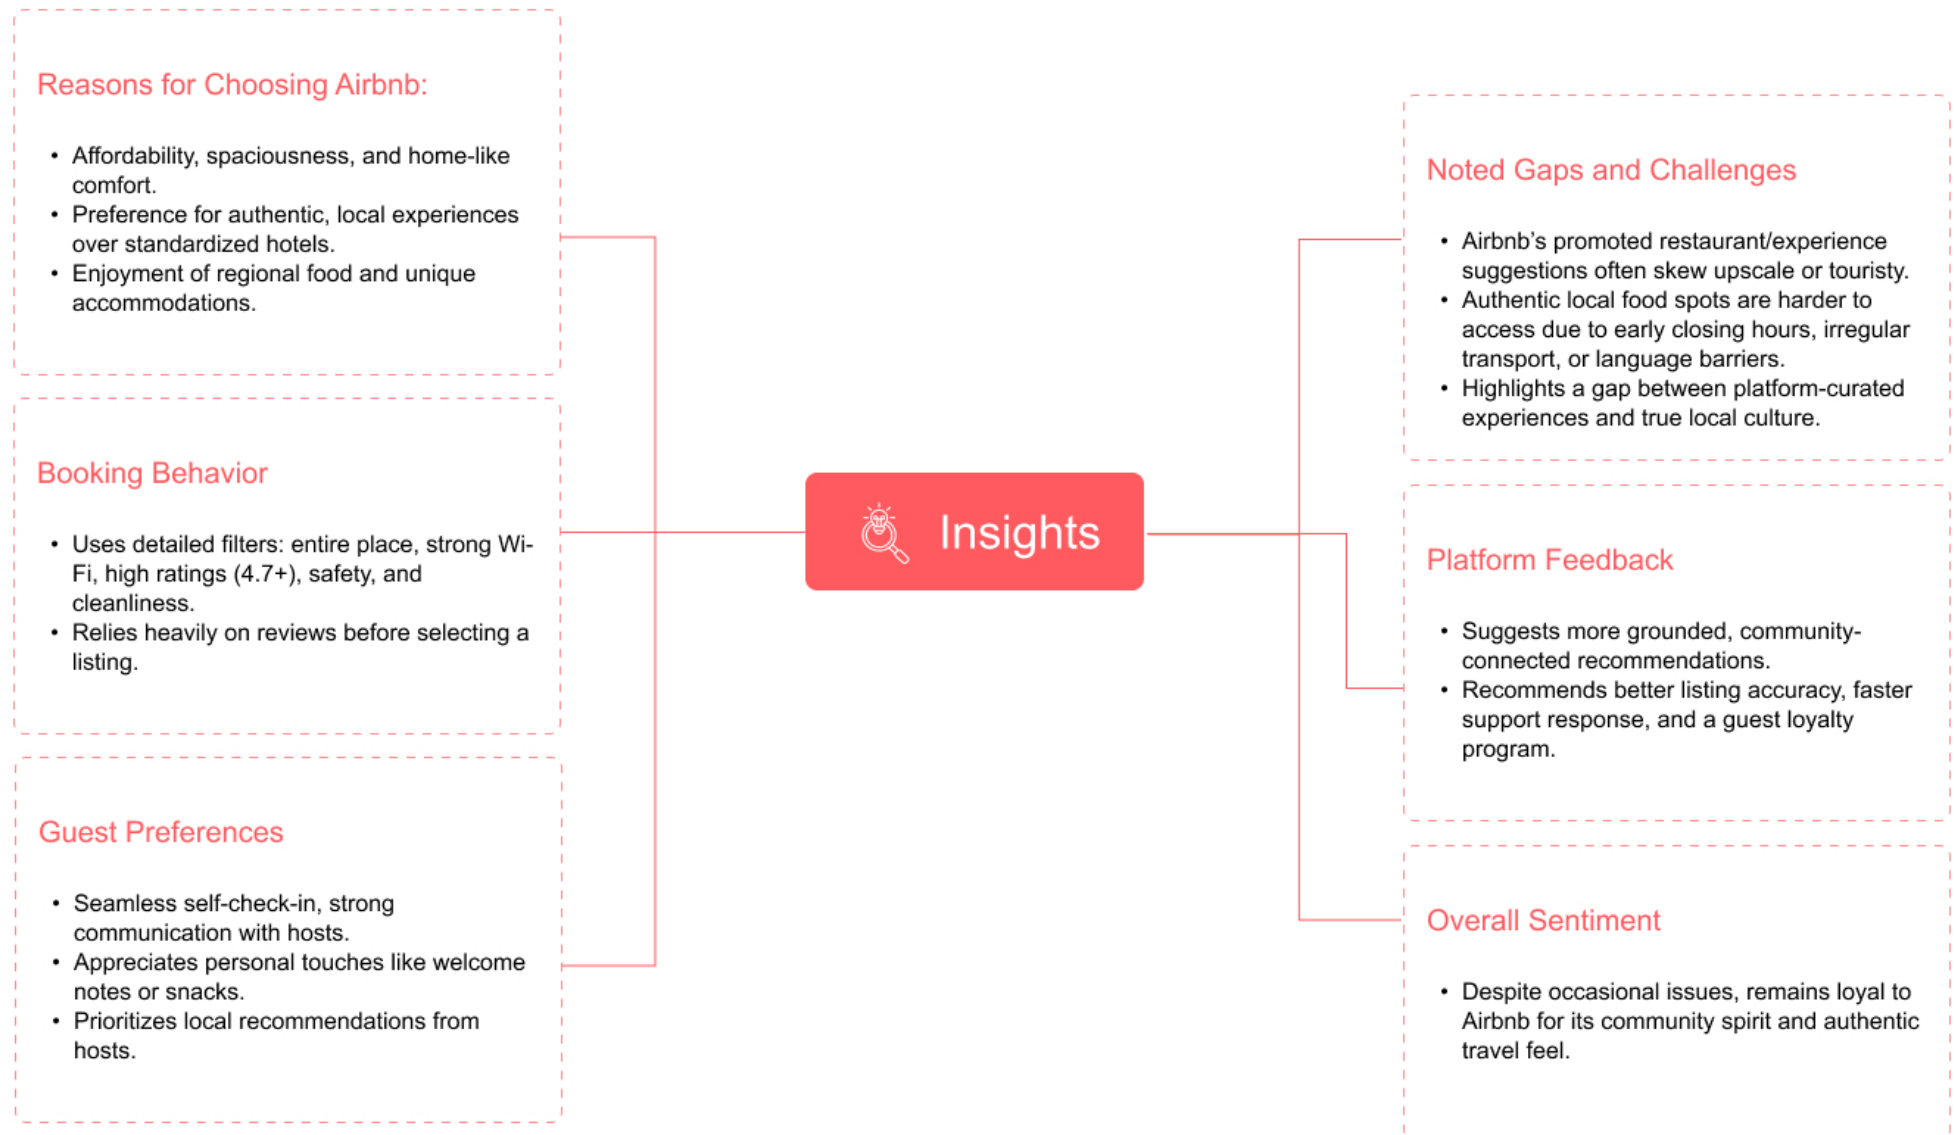 Reasons for Choosing Airbnb:
• Affordability, spaciousness, and home-like
comfort.
• Preference for authentic, local experiences
over standardized hotels.
• Enjoyment of regional food and unique
accommodations.
Booking Behavior
• Uses detailed filters: entire place, strong Wi-
Fi, high ratings (4.7+), safety, and
cleanliness.
• Relies heavily on reviews before selecting a
listing.
Guest Preferences
• Seamless self-check-in, strong
communication with hosts.
• Appreciates personal touches like welcome
notes or snacks.
• Prioritizes local recommendations from
hosts.
Insights
Noted Gaps and Challenges
• Airbnb’s promoted restaurant/experience
suggestions often skew upscale or touristy.
• Authentic local food spots are harder to
access due to early closing hours, irregular
transport, or language barriers.
• Highlights a gap between platform-curated
experiences and true local culture.
Platform Feedback
• Suggests more grounded, community-
connected recommendations.
• Recommends better listing accuracy, faster
support response, and a guest loyalty
program.
Overall Sentiment
• Despite occasional issues, remains loyal to
Airbnb for its community spirit and authentic
travel feel.